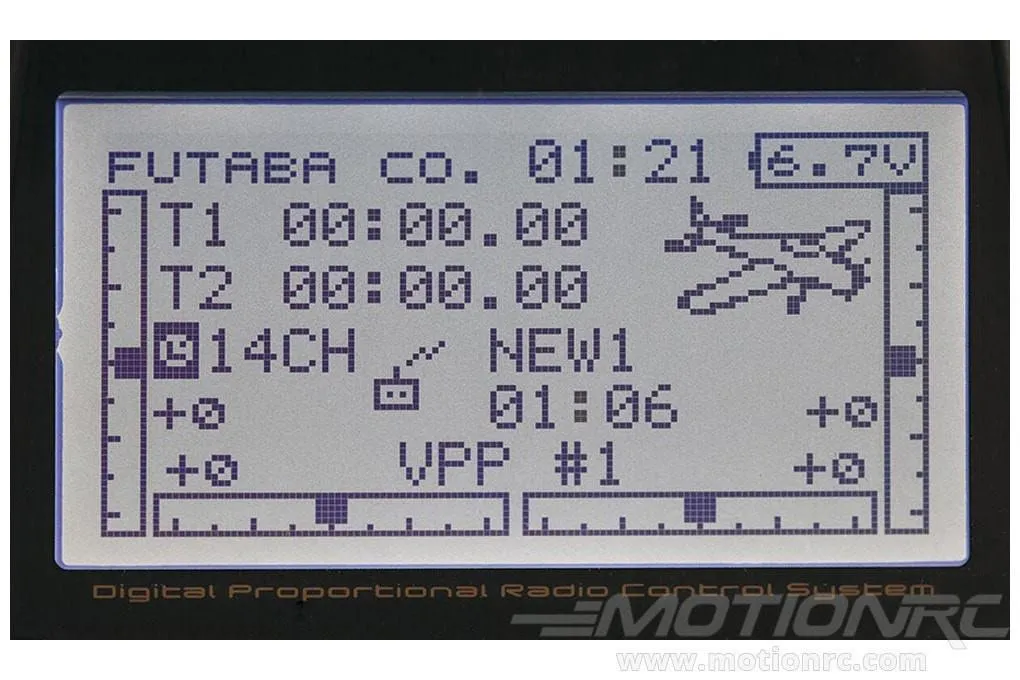 FUTABA CO. 01:21 6.7V
T1 00:00.00
T2 00:00.00
14CH NEW1
+0 01:06 +0
+0 VPP #1 +0
Digital Proportional Radio Control System
MOTIONRC
www.motionrc.com